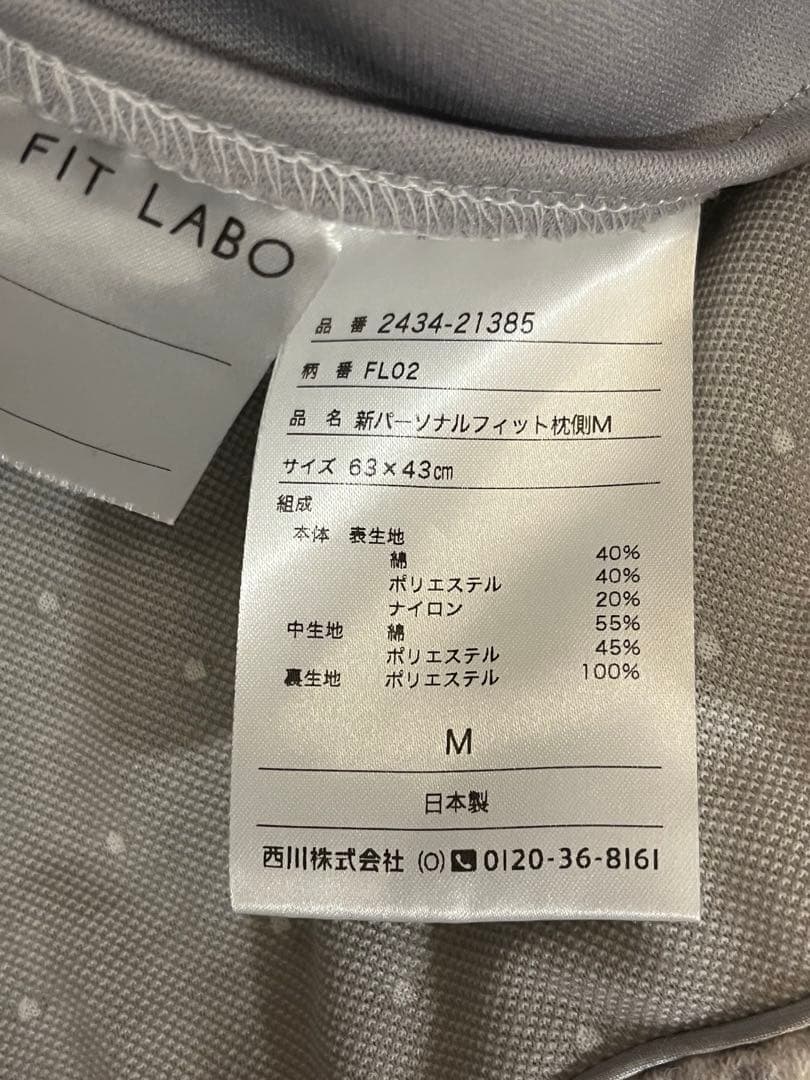 FIT LABO
品 番 2434-21385
柄 番 FL02
品 名 新パーソナルフィット枕側M
サイズ 63×43㎝
組成
本体 表生地
綿 40%
ポリエステル 40%
ナイロン 20%
中生地 綿 55%
ポリエステル 45%
裏生地 ポリエステル 100%
M
日本製
西川株式会社 (O) 0120-36-8161